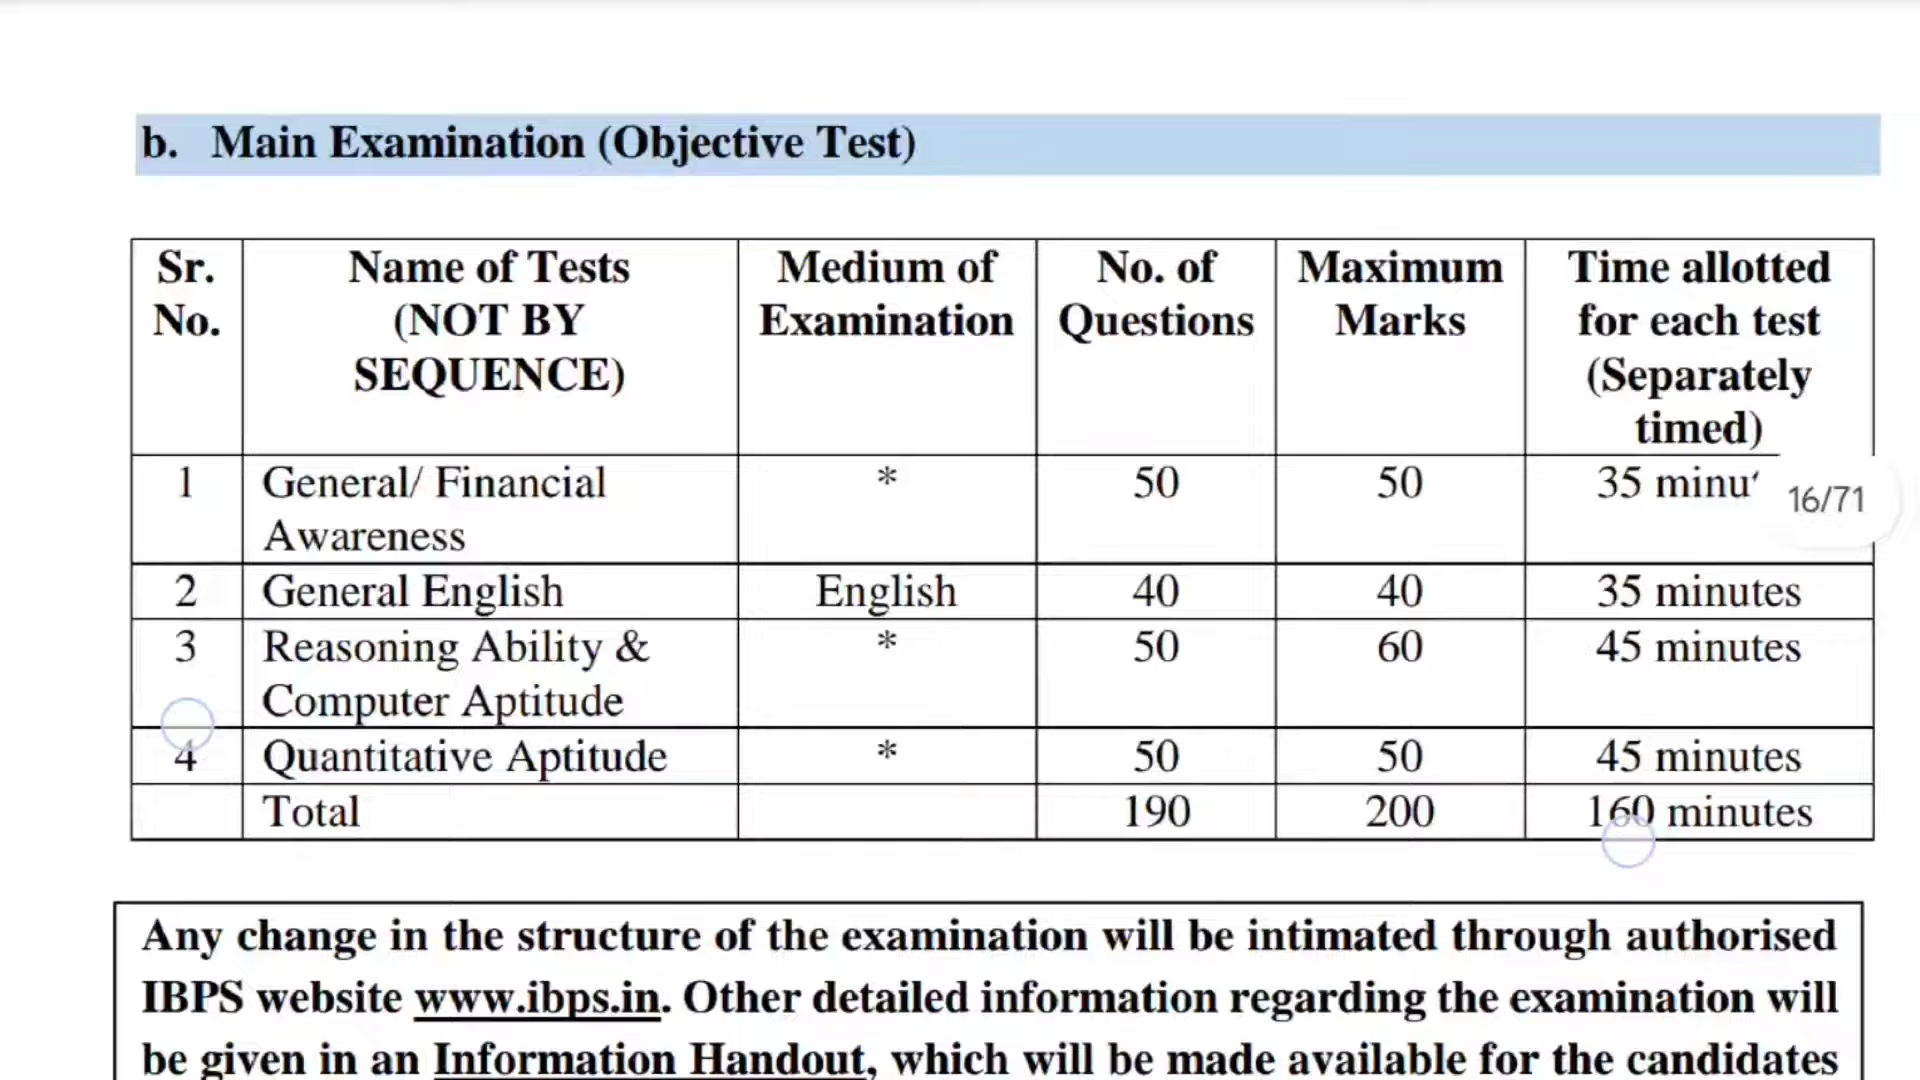 b. Main Examination (Objective Test)
Sr. No. Name of Tests (NOT BY SEQUENCE) Medium of Examination No. of Questions Maximum Marks Time allotted for each test (Separately timed)
1 General/ Financial Awareness * 50 50 35 minu
16/71
2 General English English 40 40 35 minutes
3 Reasoning Ability & Computer Aptitude * 50 60 45 minutes
4 Quantitative Aptitude * 50 50 45 minutes
Total 190 200 160 minutes
Any change in the structure of the examination will be intimated through authorised
IBPS website www.ibps.in. Other detailed information regarding the examination will
be given in an Information Handout, which will be made available for the candidates